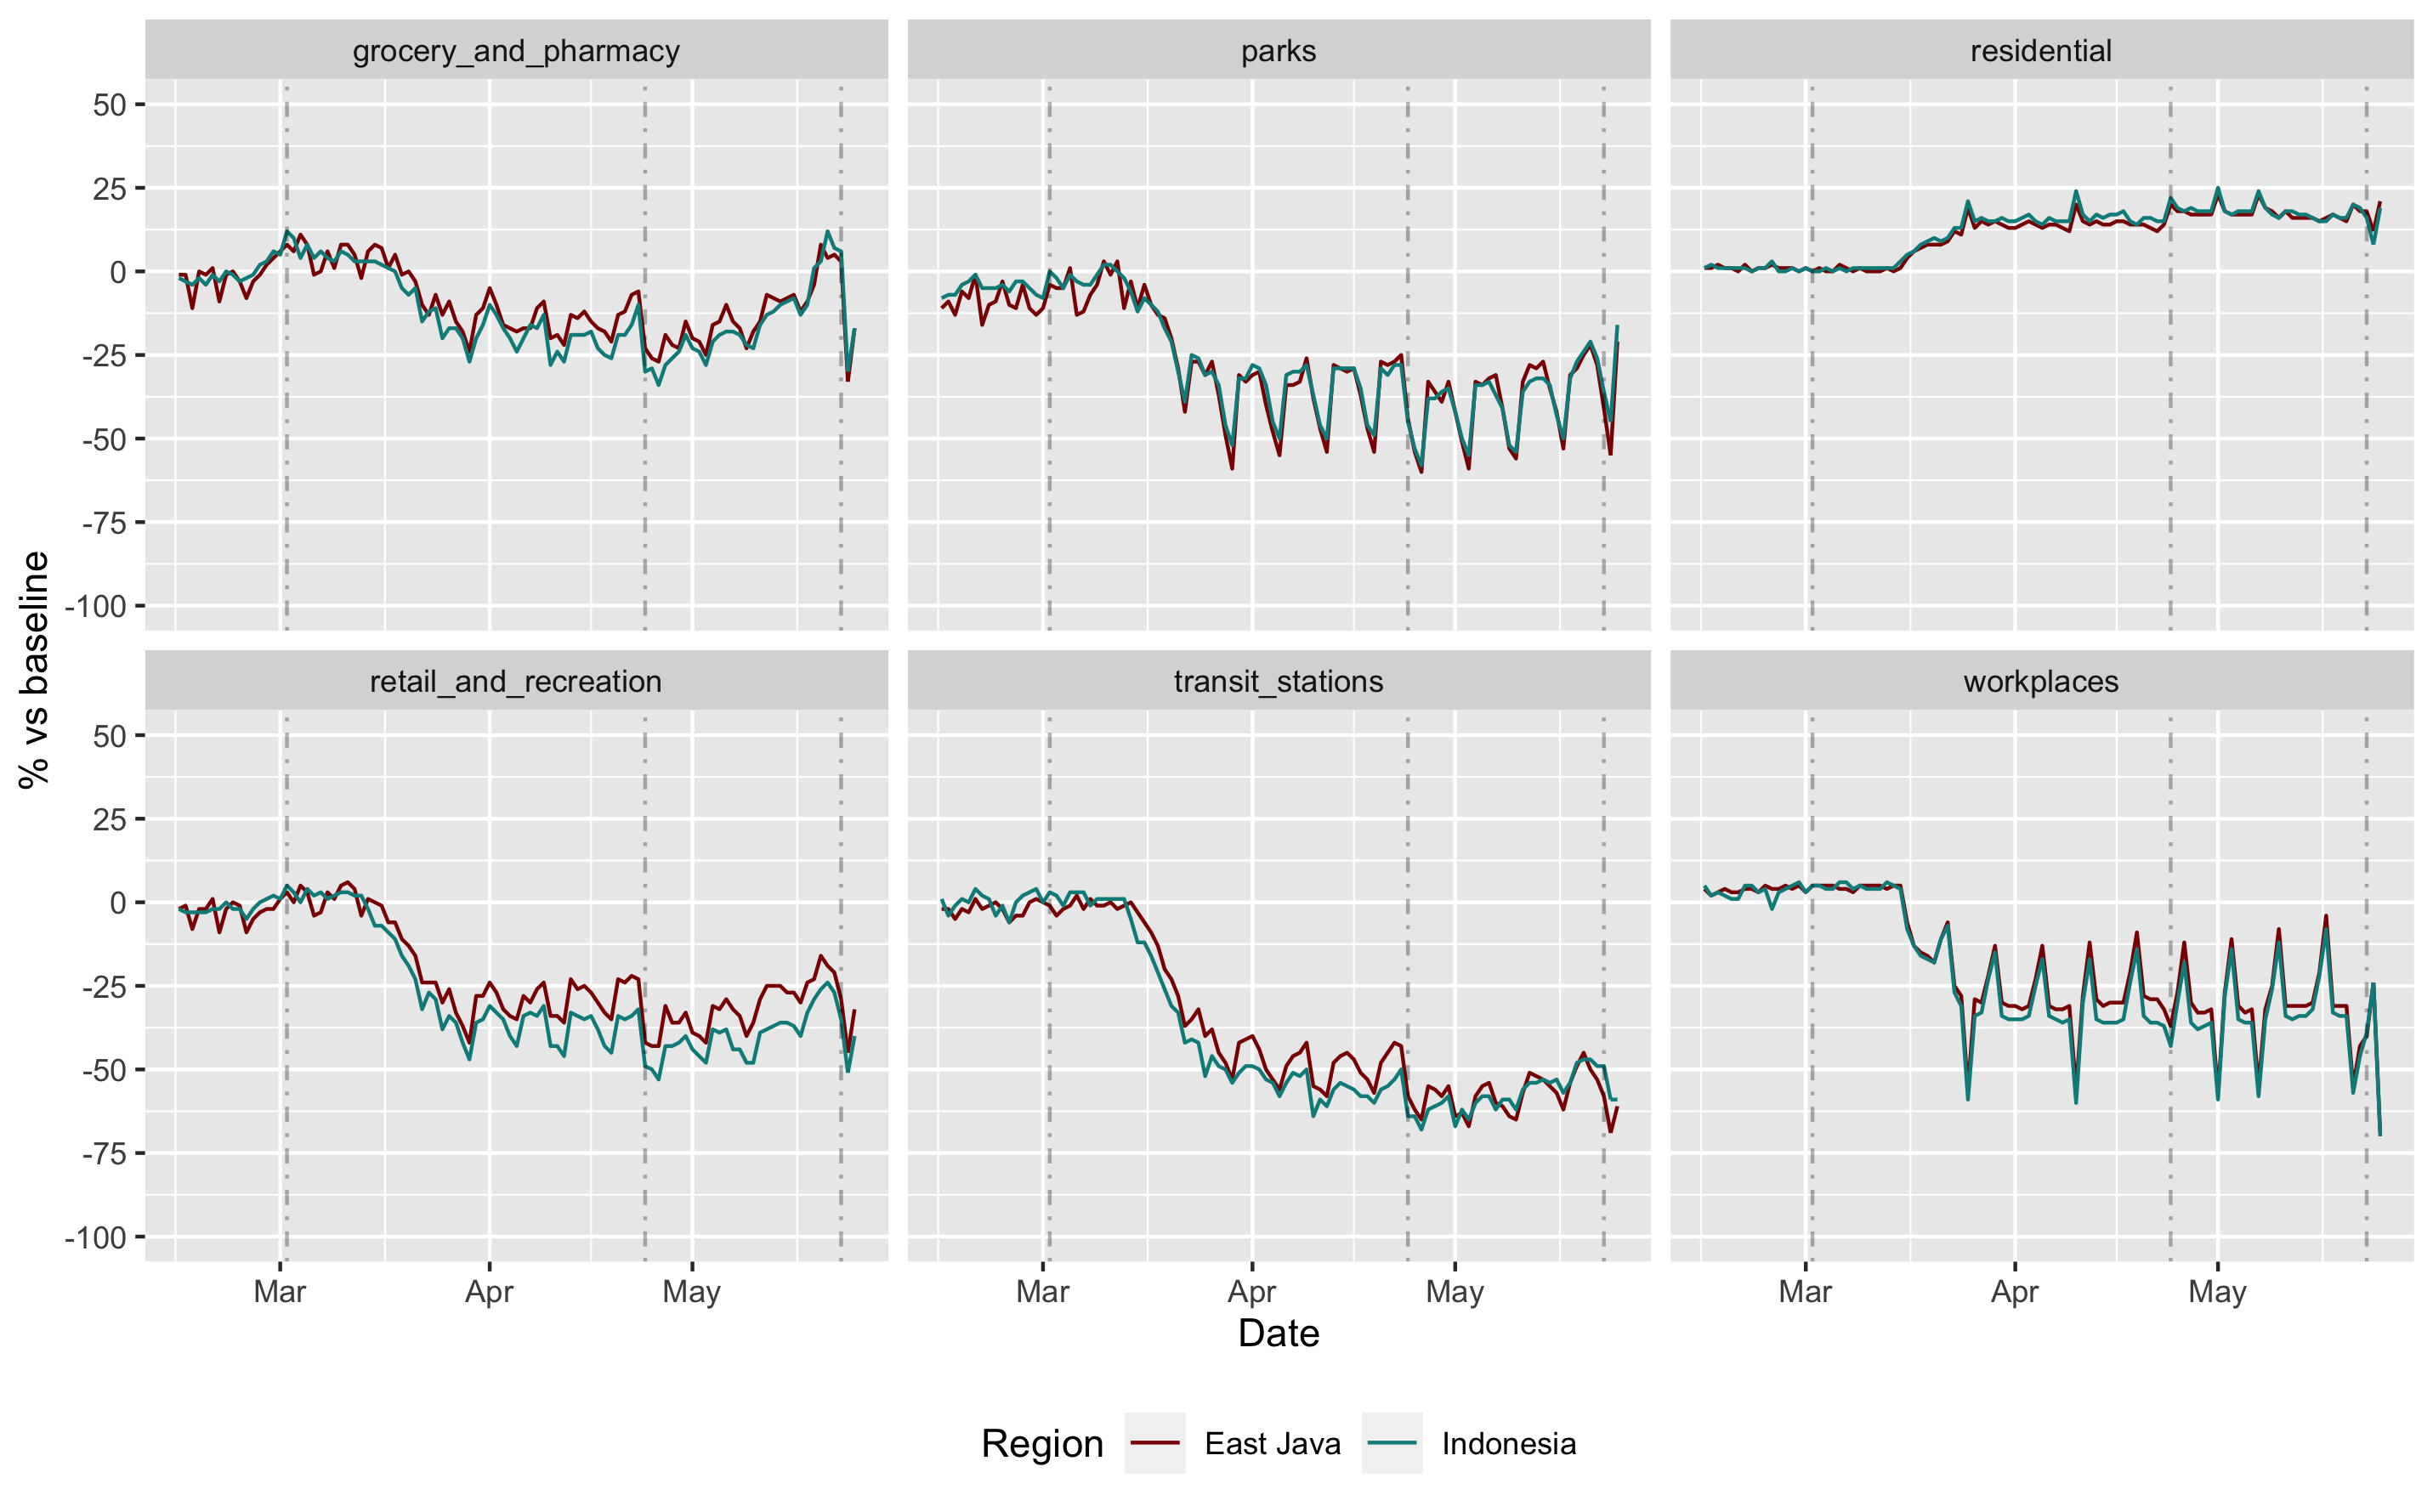 grocery_and_pharmacy
parks
residential
50
25
0
-25
-50
-75
-100
% vs baseline
retail_and_recreation
transit_stations
workplaces
50
25
0
-25
-50
-75
-100
Mar Apr May
Mar Apr May
Mar Apr May
Date
Region East Java Indonesia